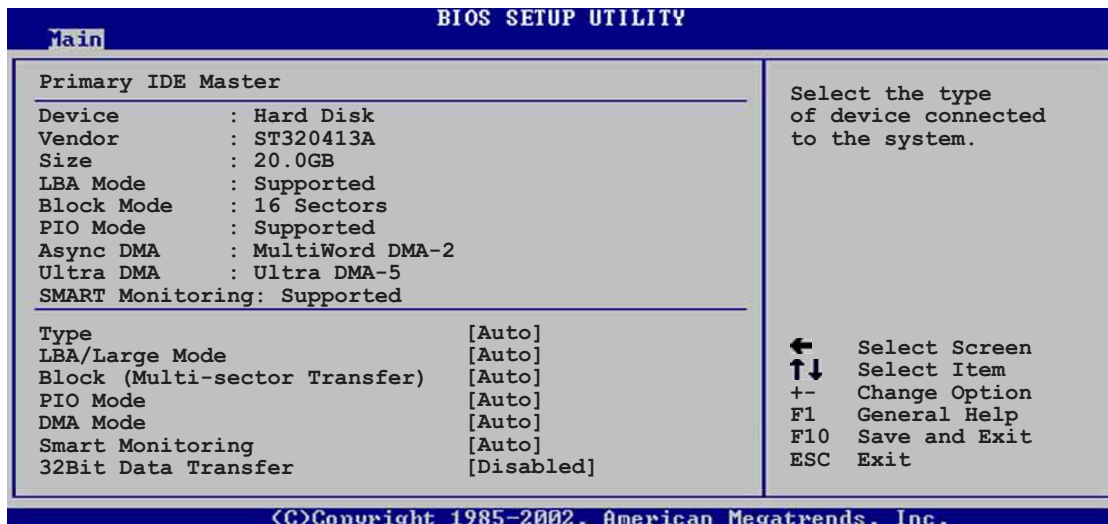 BIOS SETUP UTILITY
Main
Primary IDE Master
Device : Hard Disk
Vendor : ST320413A
Size : 20.0GB
LBA Mode : Supported
Block Mode : 16 Sectors
PIO Mode : Supported
Async DMA : MultiWord DMA-2
Ultra DMA : Ultra DMA-5
SMART Monitoring: Supported
Type [Auto]
LBA/Large Mode [Auto]
Block (Multi-sector Transfer) [Auto]
PIO Mode [Auto]
DMA Mode [Auto]
Smart Monitoring [Auto]
32Bit Data Transfer [Disabled]
Select the type
of device connected
to the system.
← Select Screen
↑↓ Select Item
+- Change Option
F1 General Help
F10 Save and Exit
ESC Exit
(C)Copyright 1985-2002, American Megatrends, Inc.